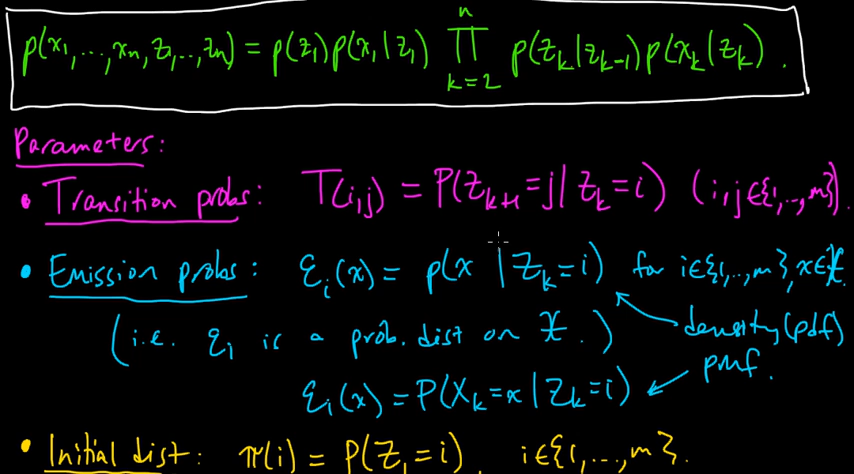 p(x₁,...,xₙ,z₁,...,zₙ) = p(z₁)p(x₁|z₁) ∏ₖ₌₂ⁿ p(zₖ|zₖ₋₁)p(xₖ|zₖ).
Parameters:
• Transition probs: T(i,j) = P(Zₖ₊₁=j|Zₖ=i) (i,j∈{1,...,m}).
• Emission probs: εᵢ(x) = p(x |Zₖ=i) for i∈{1,...,m}, x∈𝒳.
(i.e. εᵢ is a prob. dist on 𝒳.) density(pdf)
pmf.
εᵢ(x) = P(Xₖ=x|Zₖ=i)
• Initial dist: π(i) = P(Z₁=i), i∈{1,...,m}.